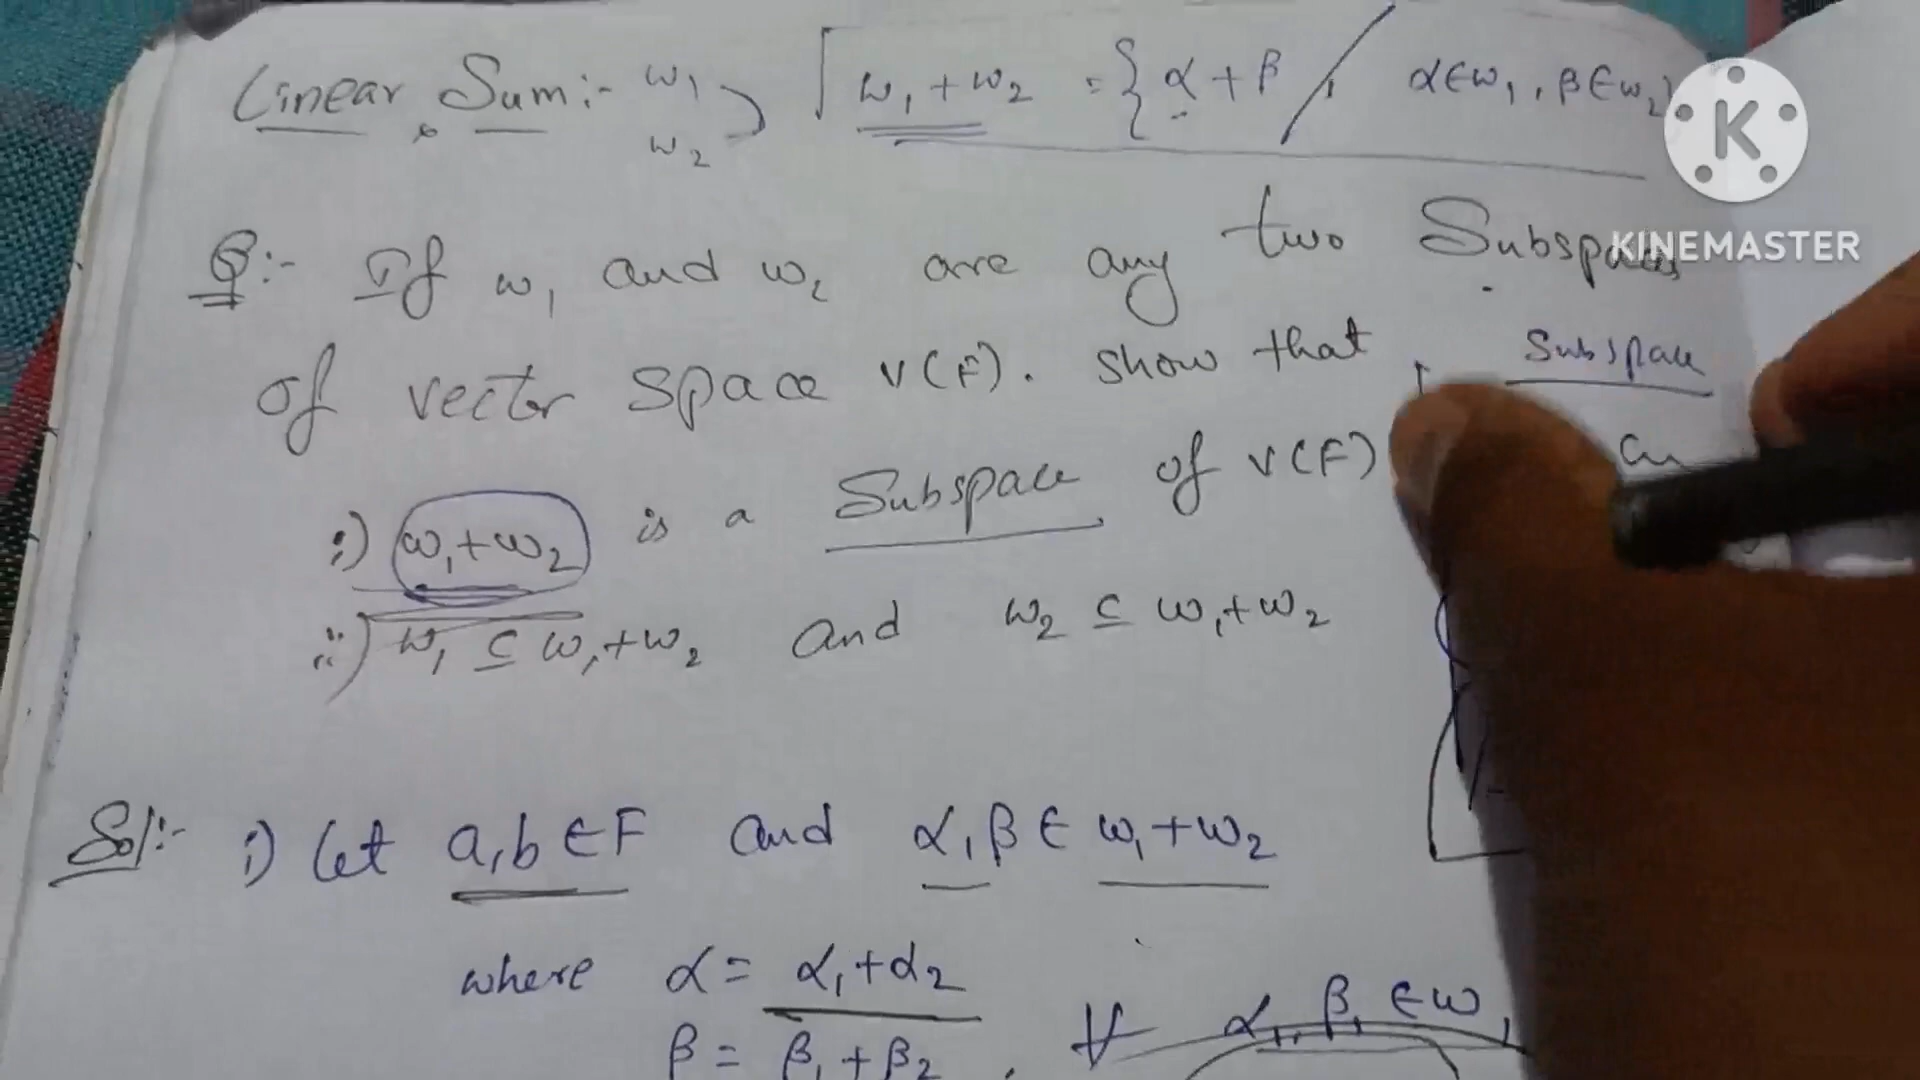 Linear Sum:- W1 W2 W1 + W2 = { α + β / α∈W1, β∈W2
KINEMASTER
Q:- If W1 and W2 are any two Subspaces
of vector space V(F). Show that
Subspace
i) W1+W2 is a Subspace of V(F)
ii) W1 ⊆ W1+W2 and W2 ⊆ W1+W2
Sol:- i) Let a,b ∈ F and α,β ∈ W1+W2
where α = α1+α2
β = β1+β2 . ∀ α1, β1 ∈ W1